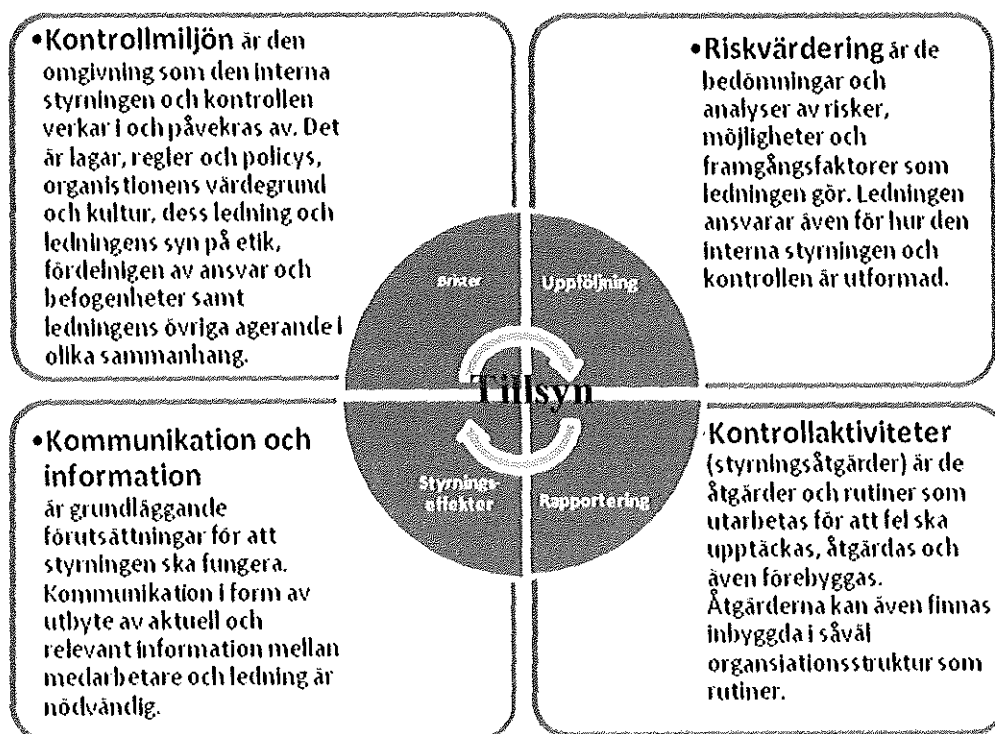 •Kontrollmiljön är den
omgivning som den interna
styrningen och kontrollen
verkar i och påvekras av. Det
är lagar, regler och policys,
organistionens värdegrund
och kultur, dess ledning och
ledningens syn på etik,
fördelnigen av ansvar och
befogenheter samt
ledningens övriga agerande i
olika sammanhang.
•Riskvärdering är de
bedömningar och
analyser av risker,
möjligheter och
framgångsfaktorer som
ledningen gör. Ledningen
ansvarar även för hur den
interna styrningen och
kontrollen är utformad.
Brister
Uppföljning
Tillsyn
Styrnings-
effekter
Rapportering
•Kommunikation och
information
är grundläggande
förutsättningar för att
styrningen ska fungera.
Kommunikation i form av
utbyte av aktuell och
relevant information mellan
medarbetare och ledning är
nödvändig.
Kontrollaktiviteter
(styrningsåtgärder) är de
åtgärder och rutiner som
utarbetas för att fel ska
upptäckas, åtgärdas och
även förebyggas.
Åtgärderna kan även finnas
inbyggda i såväl
organsiationsstruktur som
rutiner.